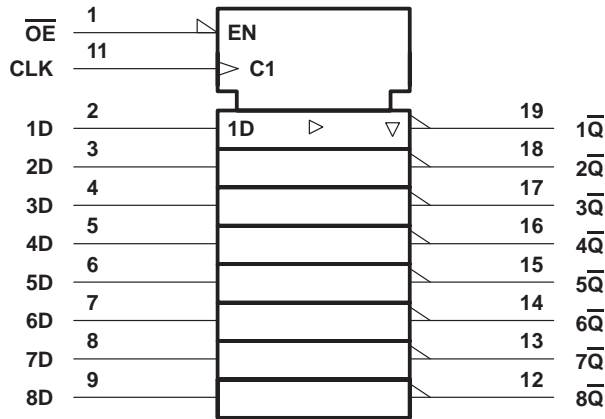 OE 1 EN
CLK 11 C1
1D 2 1D 19 1Q
2D 3 18 2Q
3D 4 17 3Q
4D 5 16 4Q
5D 6 15 5Q
6D 7 14 6Q
7D 8 13 7Q
8D 9 12 8Q